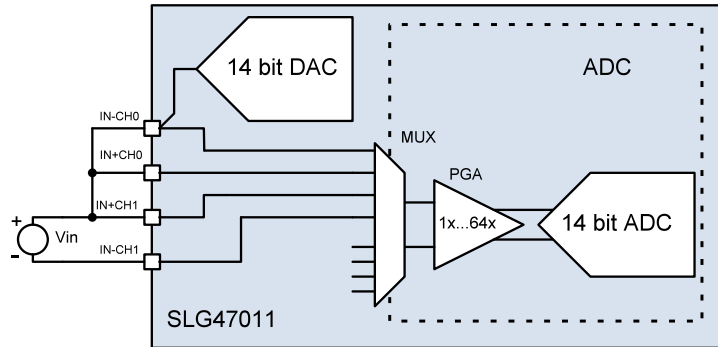 14 bit DAC
ADC
IN-CH0
MUX
IN+CH0
PGA
IN+CH1
1x...64x
14 bit ADC
+
Vin
-
IN-CH1
SLG47011